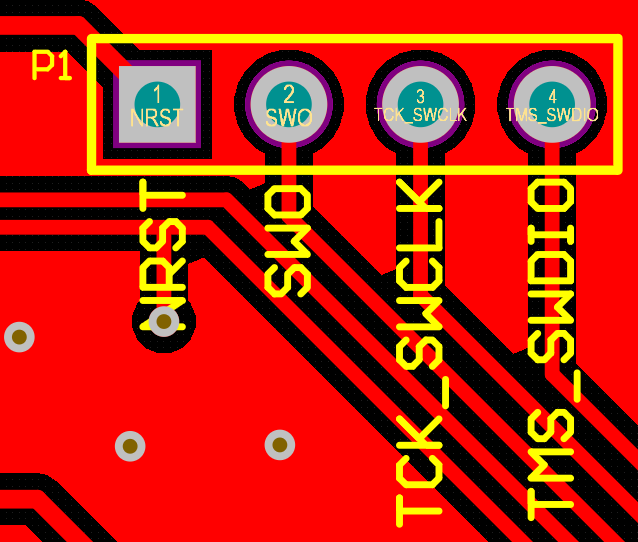 P1
1
NRST
2
SWO
3
TCK_SWCLK
4
TMS_SWDIO
NRST
SWO
TCK_SWCLK
TMS_SWDIO